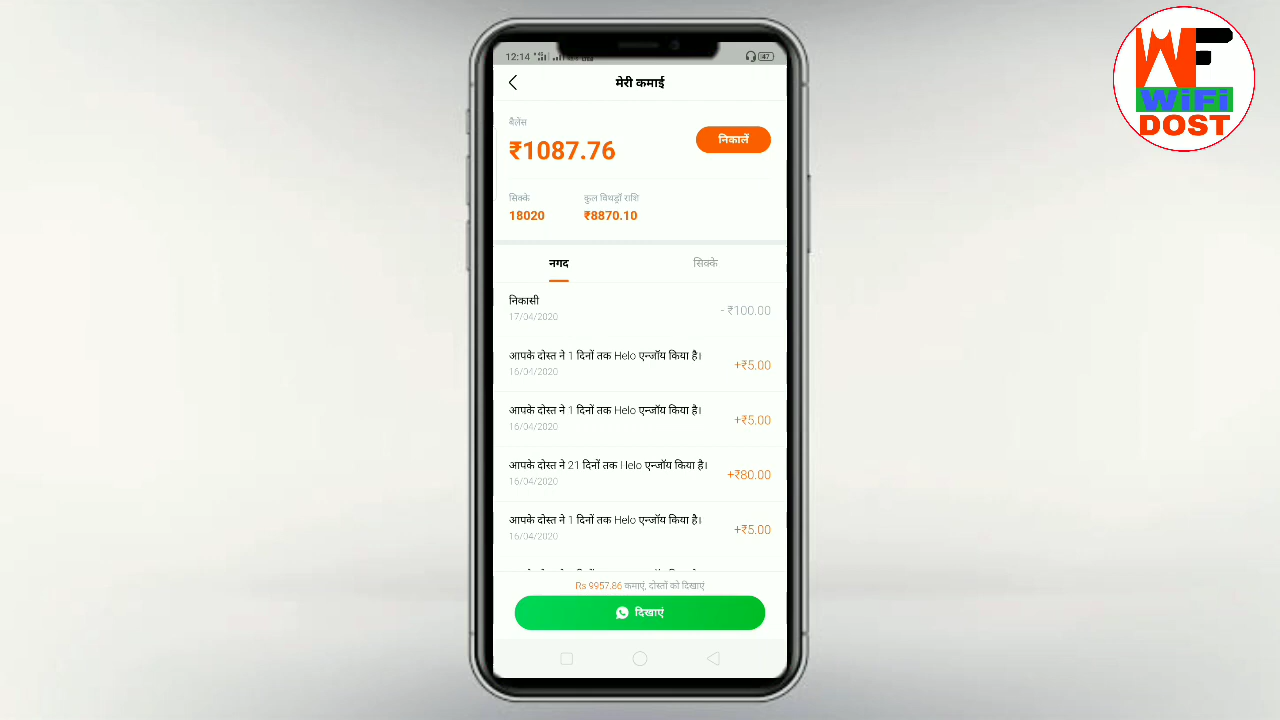 WF
WiFi
DOST
12:14
47
मेरी कमाई
बैलेंस
₹1087.76
निकालें
सिक्के
कुल विथड्रॉ राशि
18020
₹8870.10
नगद
सिक्के
निकासी
- ₹100.00
17/04/2020
आपके दोस्त ने 1 दिनों तक Helo एन्जॉय किया है।
+₹5.00
16/04/2020
आपके दोस्त ने 1 दिनों तक Helo एन्जॉय किया है।
+₹5.00
16/04/2020
आपके दोस्त ने 21 दिनों तक Helo एन्जॉय किया है।
+₹80.00
16/04/2020
आपके दोस्त ने 1 दिनों तक Helo एन्जॉय किया है।
+₹5.00
16/04/2020
Rs 9957.86 कमाएं, दोस्तों को दिखाएं
दिखाएं